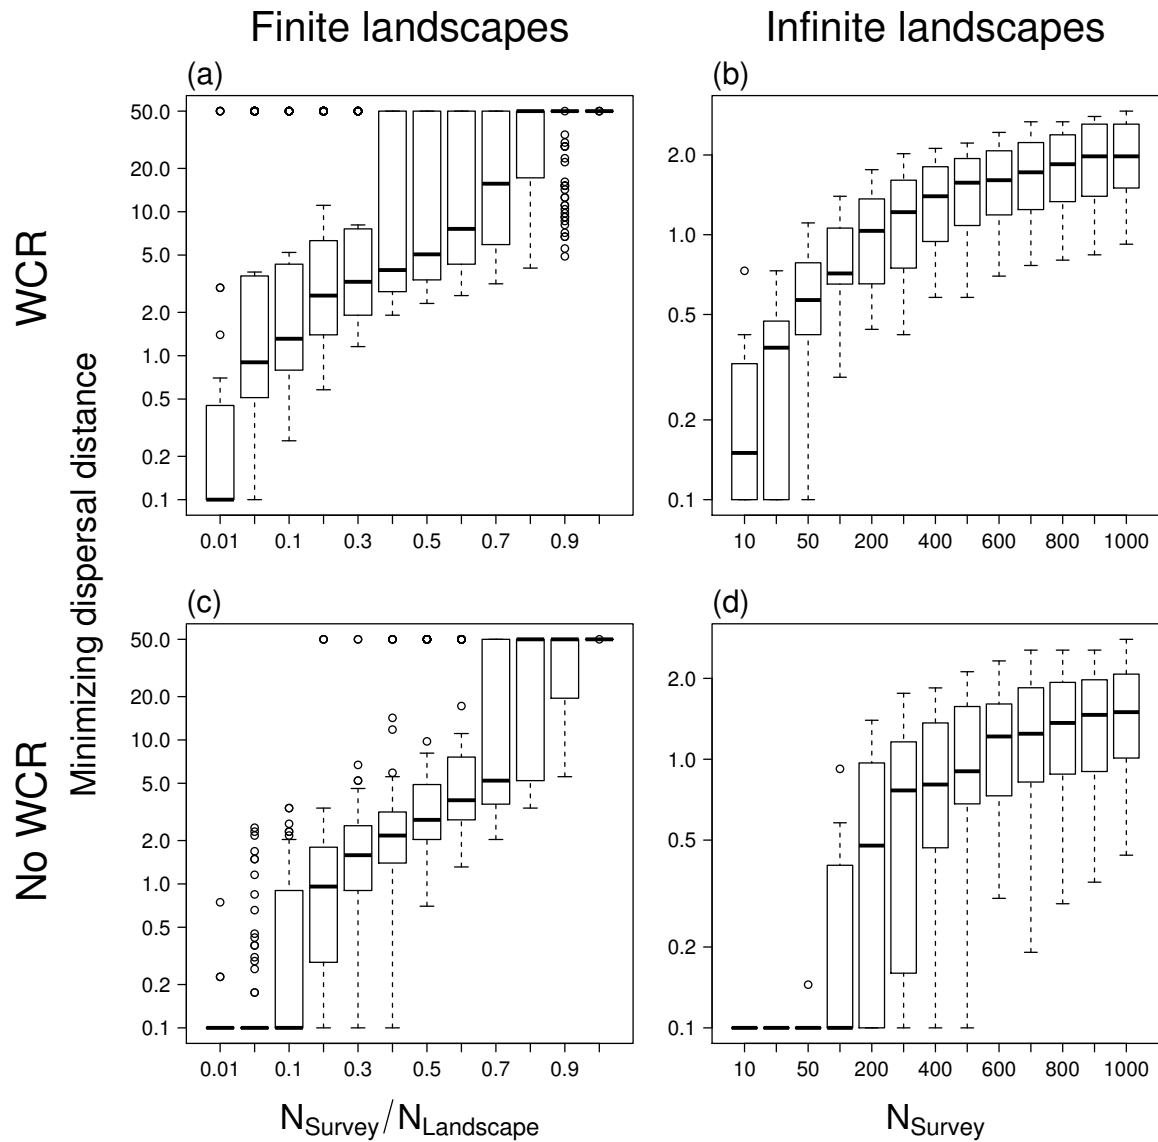 Finite landscapes
Infinite landscapes
WCR
No WCR
Minimizing dispersal distance
(a)
50.0
20.0
10.0
5.0
2.0
1.0
0.5
0.2
0.1
0.01 0.1 0.3 0.5 0.7 0.9
(b)
2.0
1.0
0.5
0.2
0.1
10 50 200 400 600 800 1000
(c)
50.0
20.0
10.0
5.0
2.0
1.0
0.5
0.2
0.1
0.01 0.1 0.3 0.5 0.7 0.9
NSurvey/NLandscape
(d)
2.0
1.0
0.5
0.2
0.1
10 50 200 400 600 800 1000
NSurvey